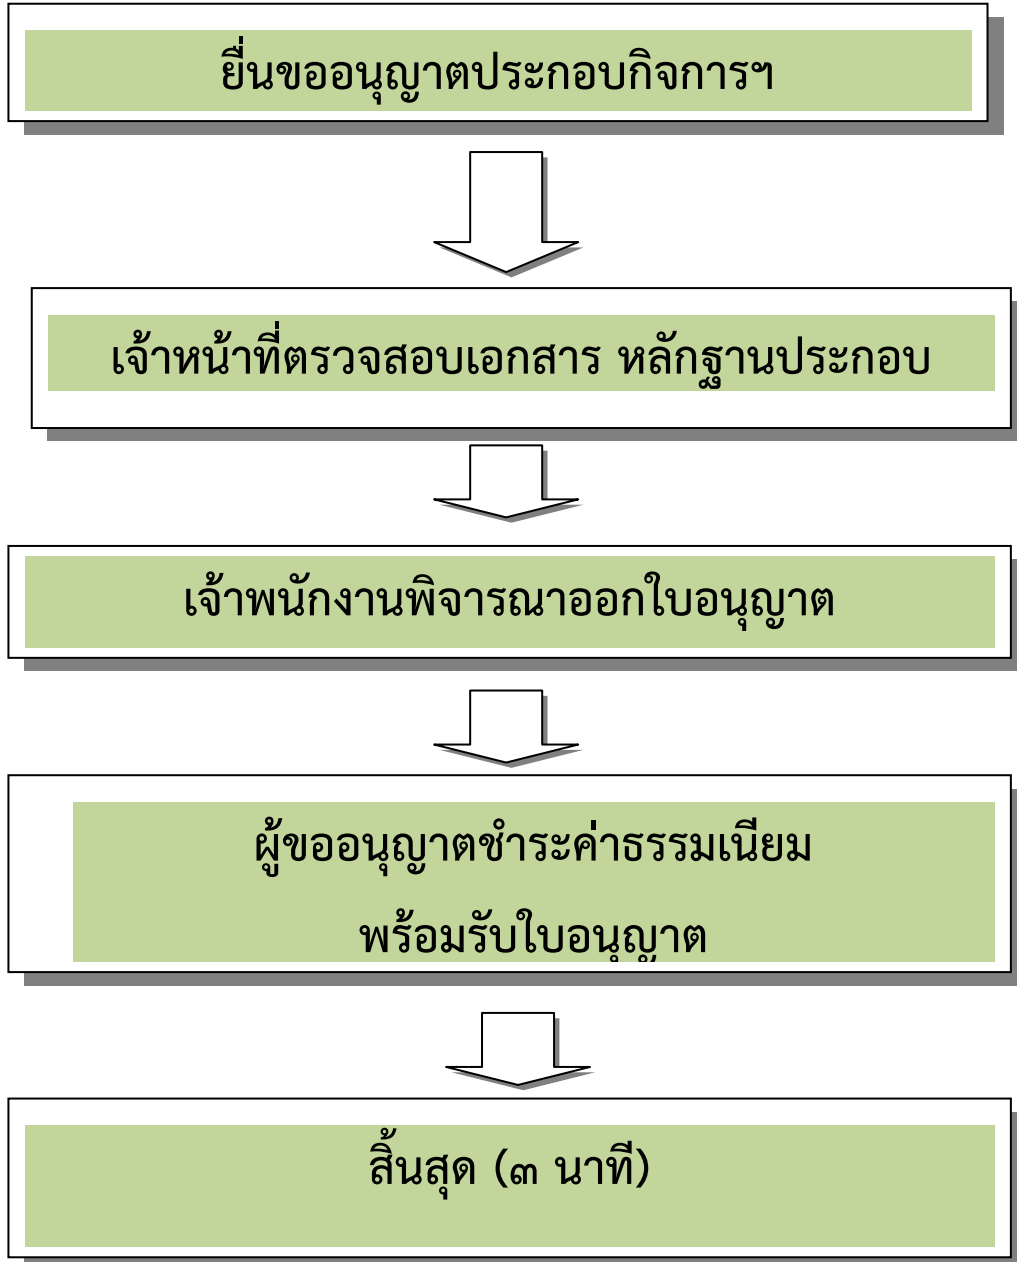 ยื่นขออนุญาตประกอบกิจการฯ
เจ้าหน้าที่ตรวจสอบเอกสาร หลักฐานประกอบ
เจ้าพนักงานพิจารณาออกใบอนุญาต
ผู้ขออนุญาตชำระค่าธรรมเนียม
พร้อมรับใบอนุญาต
สิ้นสุด (๓ นาที)